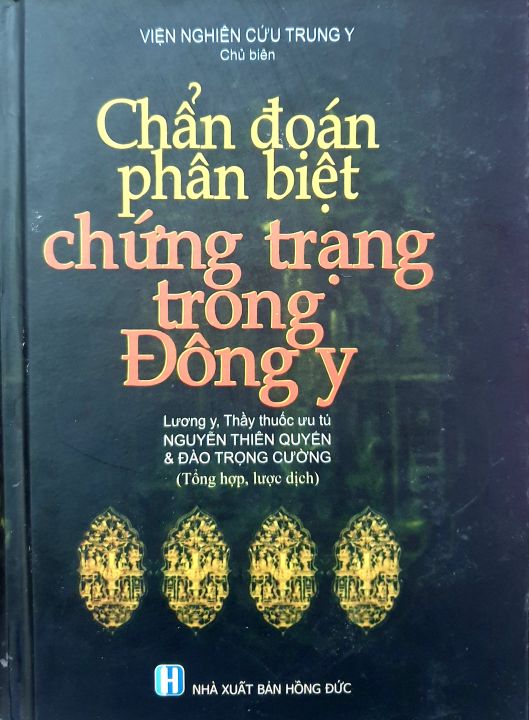 VIỆN NGHIÊN CỨU TRUNG Y
Chủ biên
Chẩn đoán
phân biệt
chứng trạng
trong
Đông y
Lương y, Thầy thuốc ưu tú
NGUYỄN THIÊN QUYẾN
& ĐÀO TRỌNG CƯỜNG
(Tổng hợp, lược dịch)
H
NHÀ XUẤT BẢN HỒNG ĐỨC